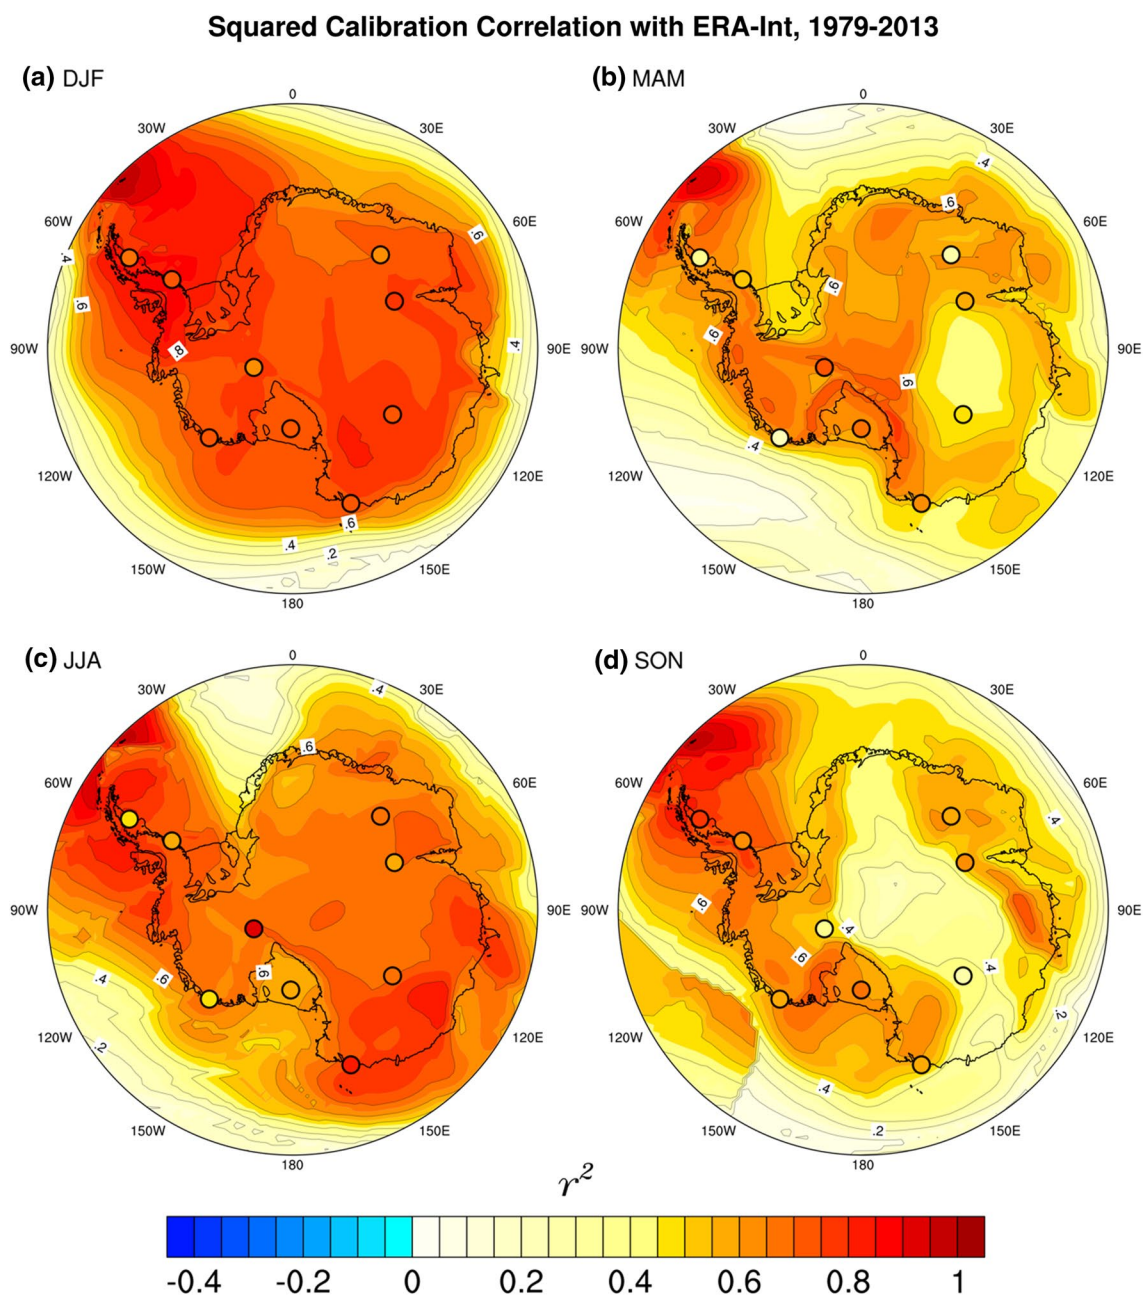 Squared Calibration Correlation with ERA-Int, 1979-2013
(a) DJF
(b) MAM
0
30W
30E
60W
60E
90W
90E
120W
120E
150W
150E
180
.4
.6
.8
.6
.4
.6
.4
.2
0
30W
30E
60W
60E
90W
90E
120W
120E
150W
150E
180
.4
.6
.6
.6
.6
.4
(c) JJA
(d) SON
0
30W
30E
60W
60E
90W
90E
120W
120E
150W
150E
180
.4
.6
.6
.6
.4
.2
0
30W
30E
60W
60E
90W
90E
120W
120E
150W
150E
180
.4
.6
.4
.6
.4
.2
.4
.2
r²
-0.4 -0.2 0 0.2 0.4 0.6 0.8 1